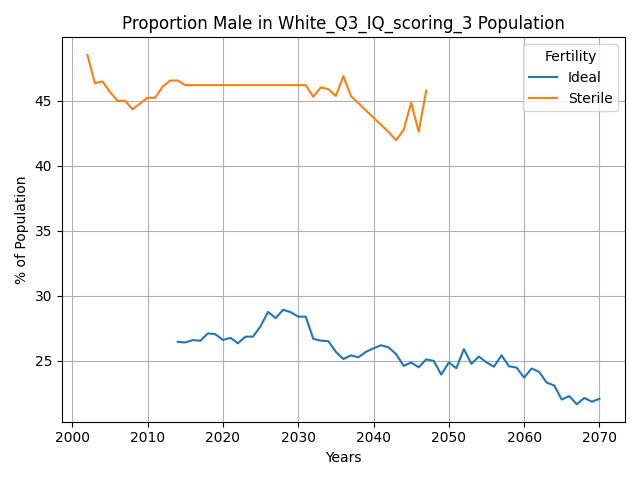 Proportion Male in White_Q3_IQ_scoring_3 Population
Fertility
Ideal
Sterile
% of Population
45
40
35
30
25
2000 2010 2020 2030 2040 2050 2060 2070
Years